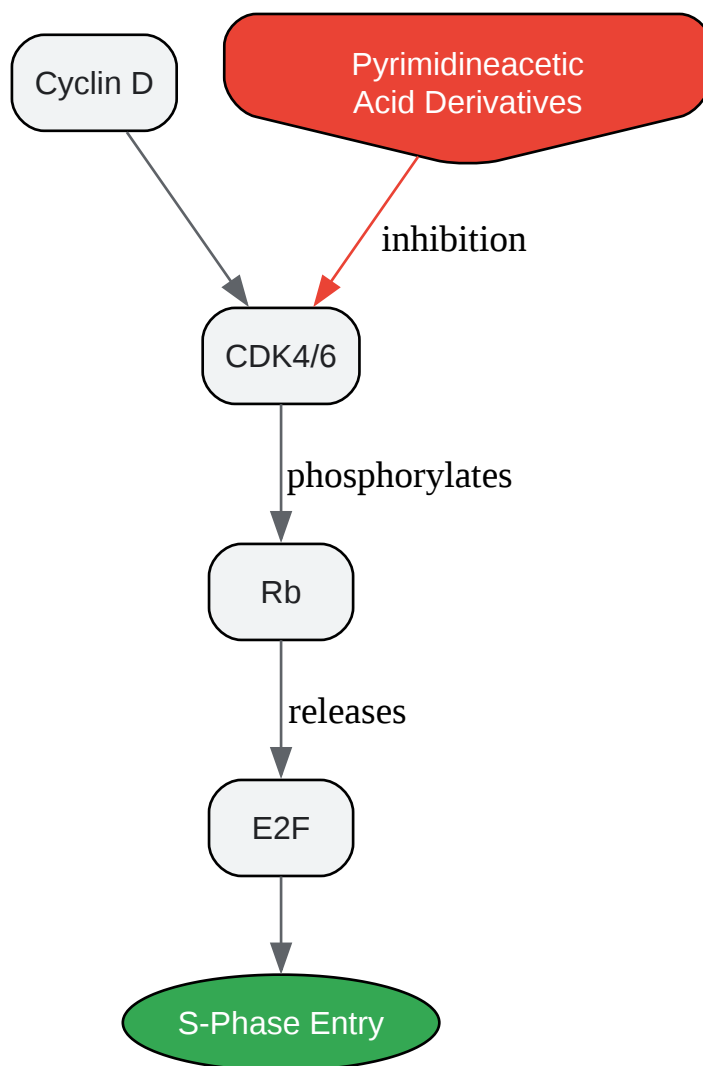 Cyclin D
Pyrimidineacetic
Acid Derivatives
inhibition
CDK4/6
phosphorylates
Rb
releases
E2F
S-Phase Entry